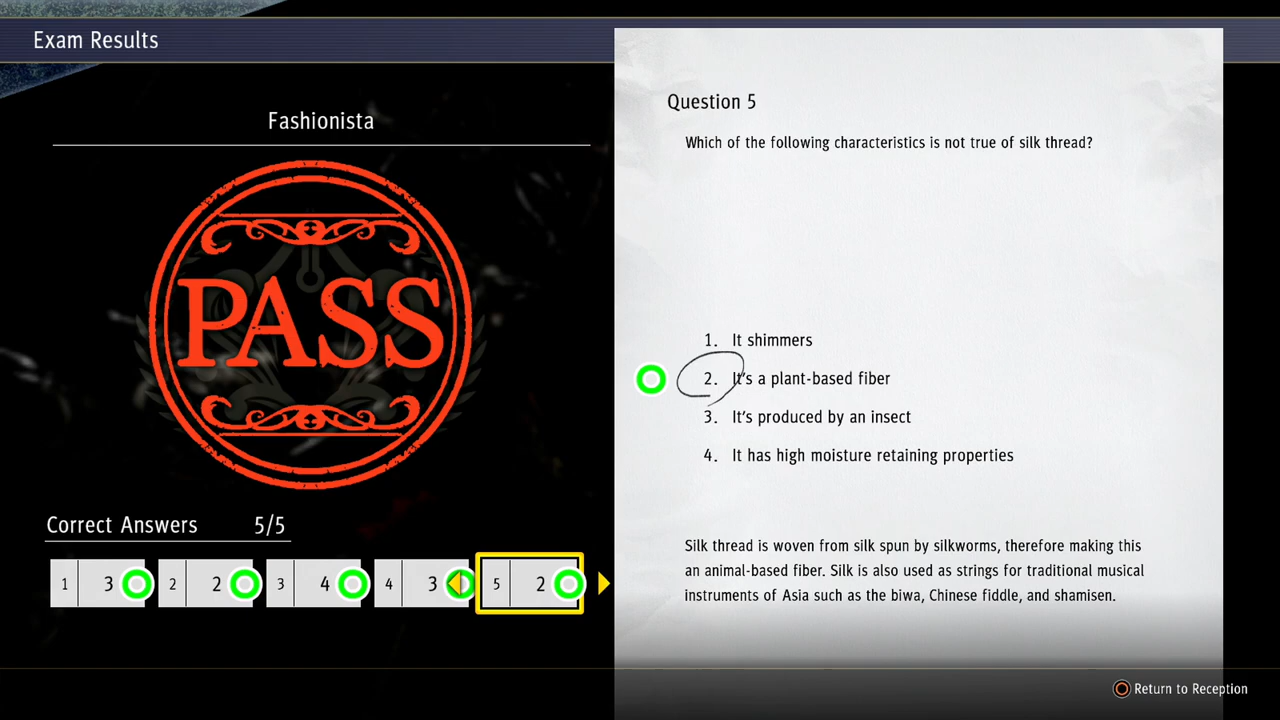 Exam Results
Fashionista
PASS
Correct Answers 5/5
1 3 2 2 3 4 4 3 5 2
Question 5
Which of the following characteristics is not true of silk thread?
1. It shimmers
2. It's a plant-based fiber
3. It's produced by an insect
4. It has high moisture retaining properties
Silk thread is woven from silk spun by silkworms, therefore making this
an animal-based fiber. Silk is also used as strings for traditional musical
instruments of Asia such as the biwa, Chinese fiddle, and shamisen.
Return to Reception